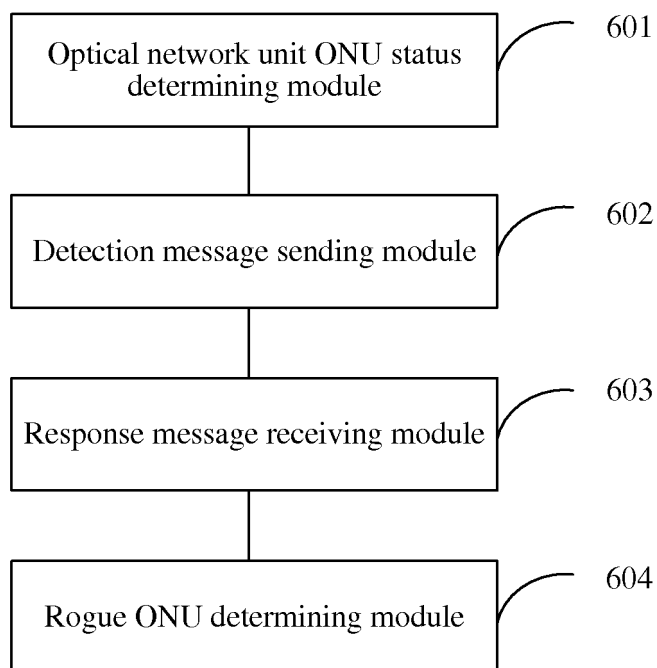 Optical network unit ONU status
determining module
601
Detection message sending module
602
Response message receiving module
603
Rogue ONU determining module
604